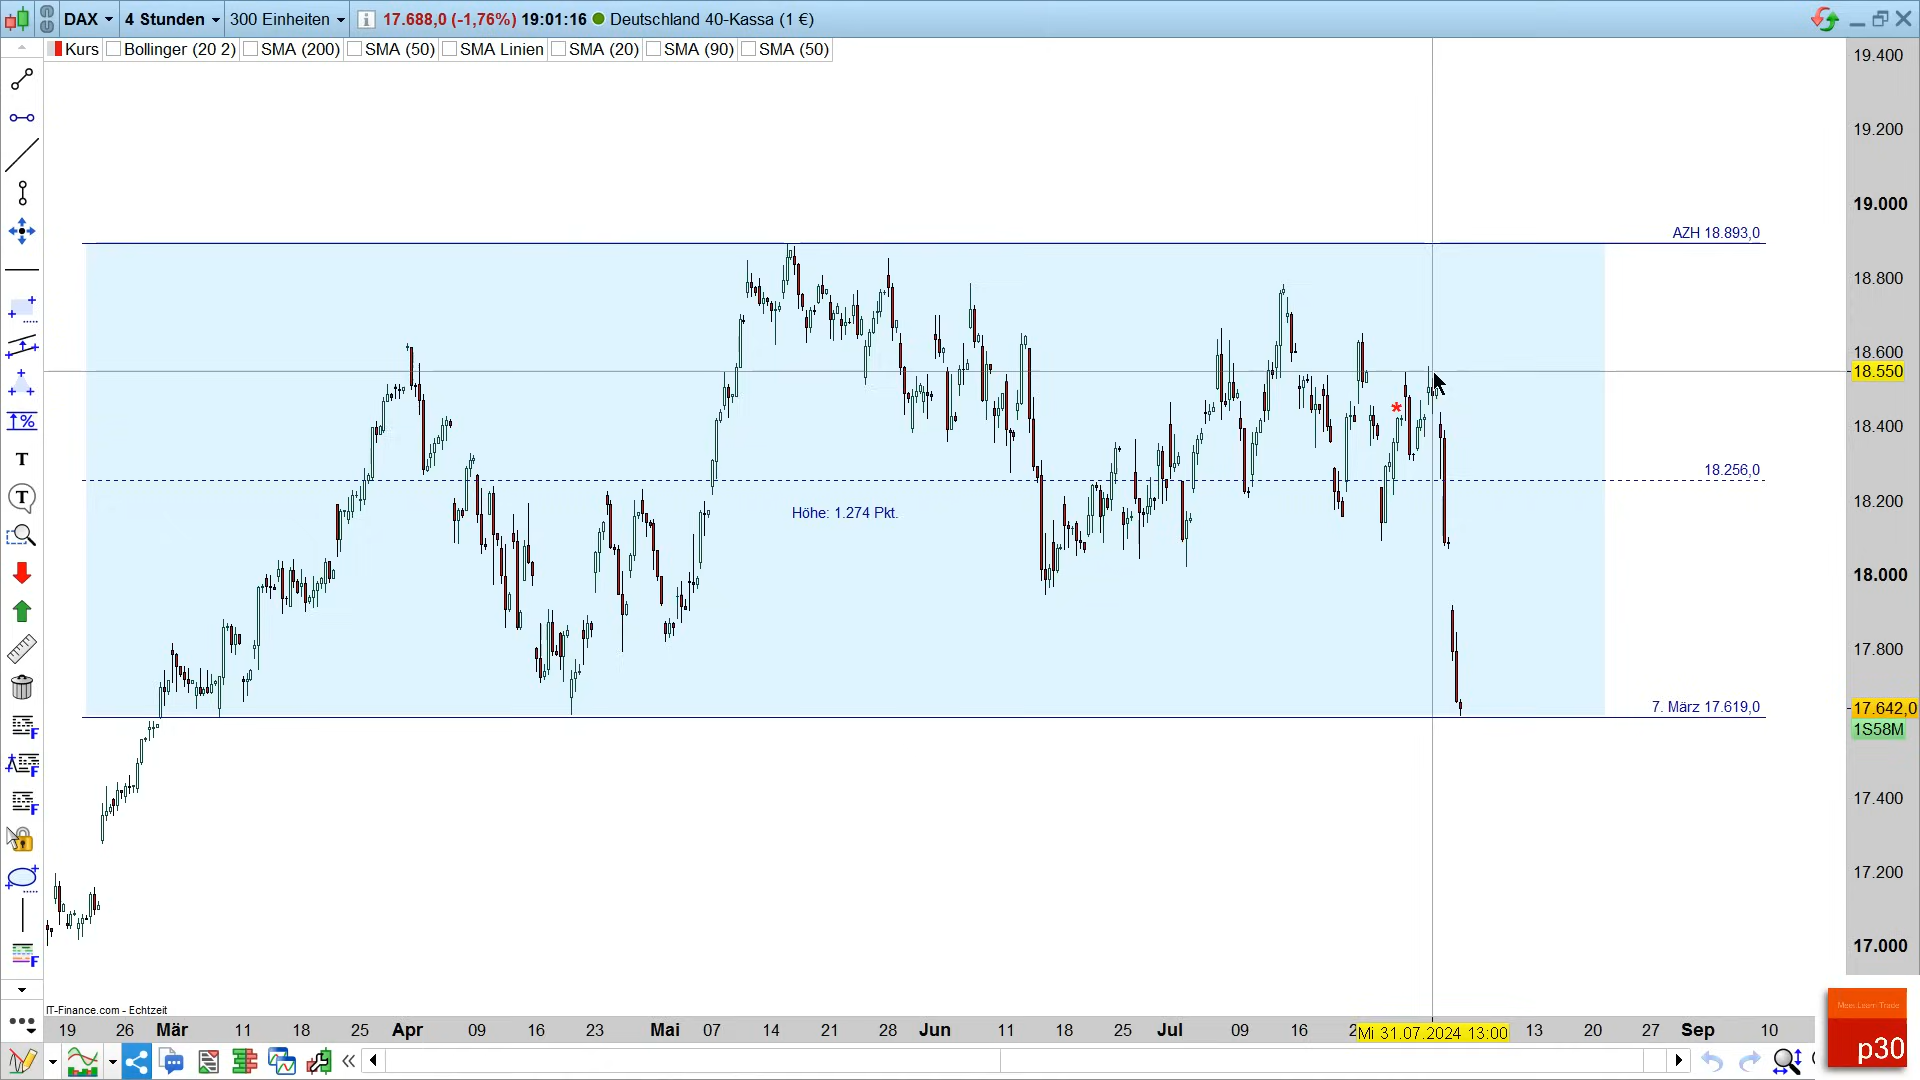 DAX 4 Stunden 300 Einheiten 17.688,0 (-1,76%) 19:01:16 Deutschland 40-Kassa (1 €)
Kurs Bollinger (20 2) SMA (200) SMA (50) SMA Linien SMA (20) SMA (90) SMA (50)
19.400
19.200
19.000
AZH 18.893,0
18.800
18.600
18.550
*
18.400
18.256,0
18.200
Höhe: 1.274 Pkt.
18.000
17.800
7. März 17.619,0
17.642,0
1S58M
17.400
17.200
17.000
T
T
%
F
F
F
F
IT-Finance.com - Echtzeit
19 26 Mär 11 18 25 Apr 09 16 23 Mai 07 14 21 28 Jun 11 18 25 Jul 09 16 Mi 31.07.2024 13:00 13 20 27 Sep 10
Mein.Learn.Trade
p30